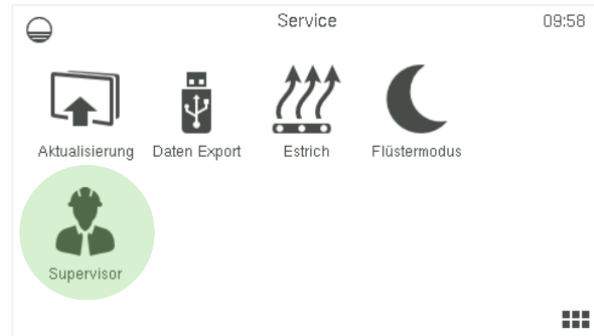 Service
09:58
Aktualisierung
Daten Export
Estrich
Flüstermodus
Supervisor